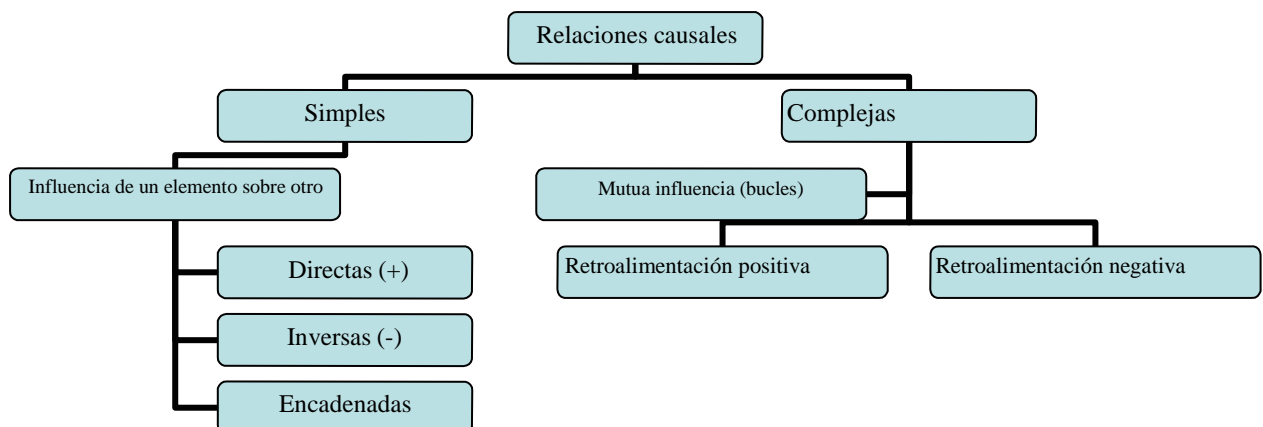 Relaciones causales
Simples
Complejas
Influencia de un elemento sobre otro
Mutua influencia (bucles)
Directas (+)
Retroalimentación positiva
Retroalimentación negativa
Inversas (-)
Encadenadas